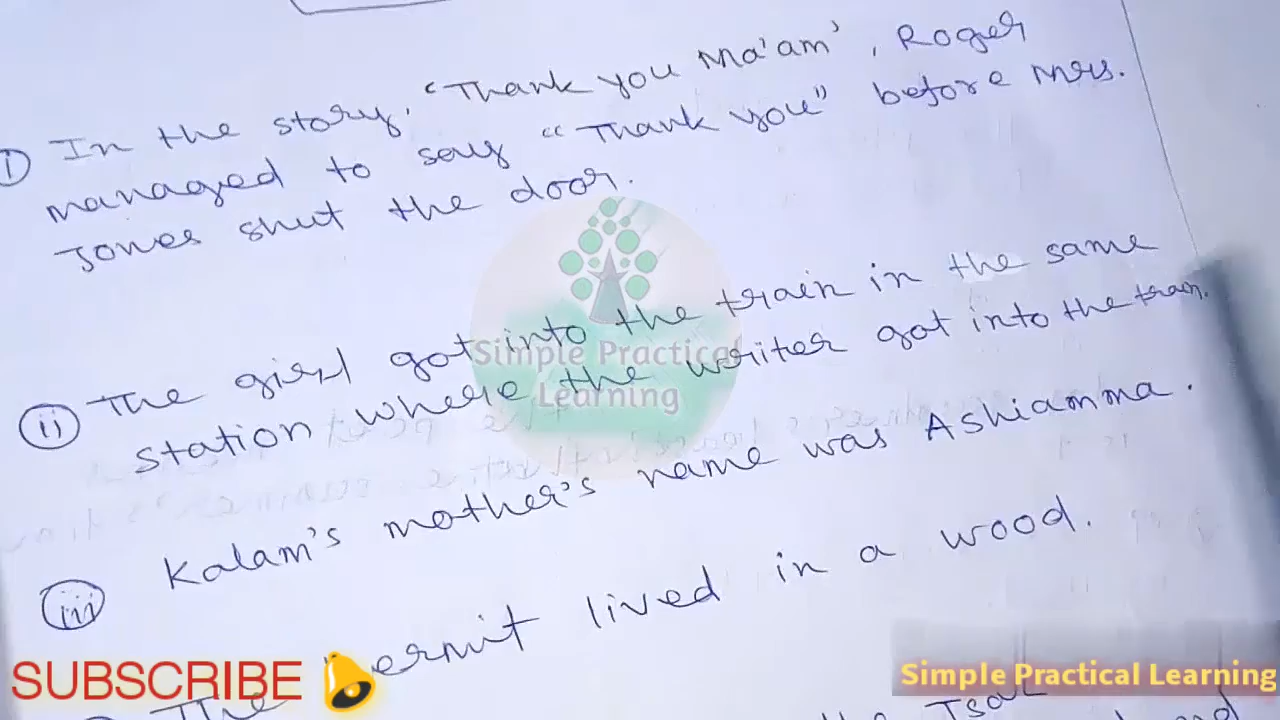 i) In the story, 'Thank you Ma'am', Roger
managed to say "Thank you" before Mrs.
Jones shut the door.
ii) The girl got into the train in the same
station where the writer got into the train.
iii) Kalam's mother's name was Ashiamma.
The ermit lived in a wood.
Tsar
Simple Practical
Learning
SUBSCRIBE
Simple Practical Learning